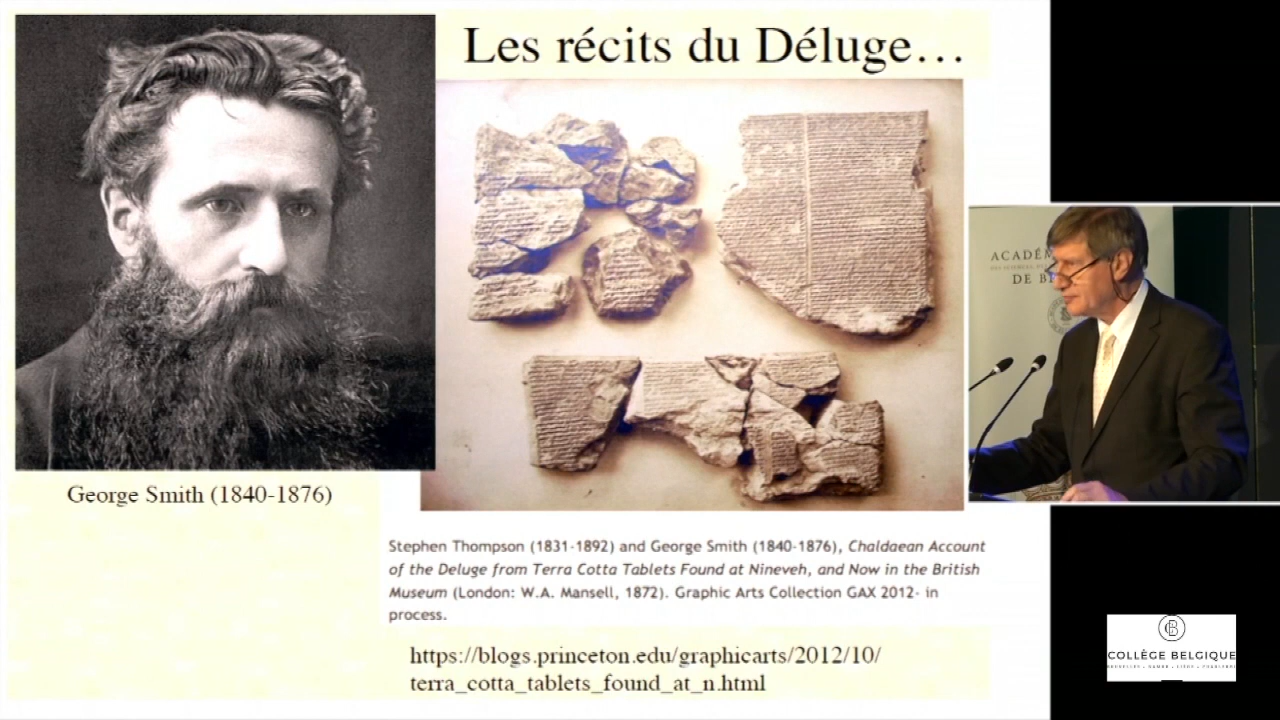 Les récits du Déluge…
George Smith (1840-1876)
Stephen Thompson (1831-1892) and George Smith (1840-1876), Chaldaean Account
of the Deluge from Terra Cotta Tablets Found at Nineveh, and Now in the British
Museum (London: W.A. Mansell, 1872). Graphic Arts Collection GAX 2012- in
process.
https://blogs.princeton.edu/graphicarts/2012/10/
terra_cotta_tablets_found_at_n.html
ACADÉM
DE B
COLLÈGE BELGIQUE